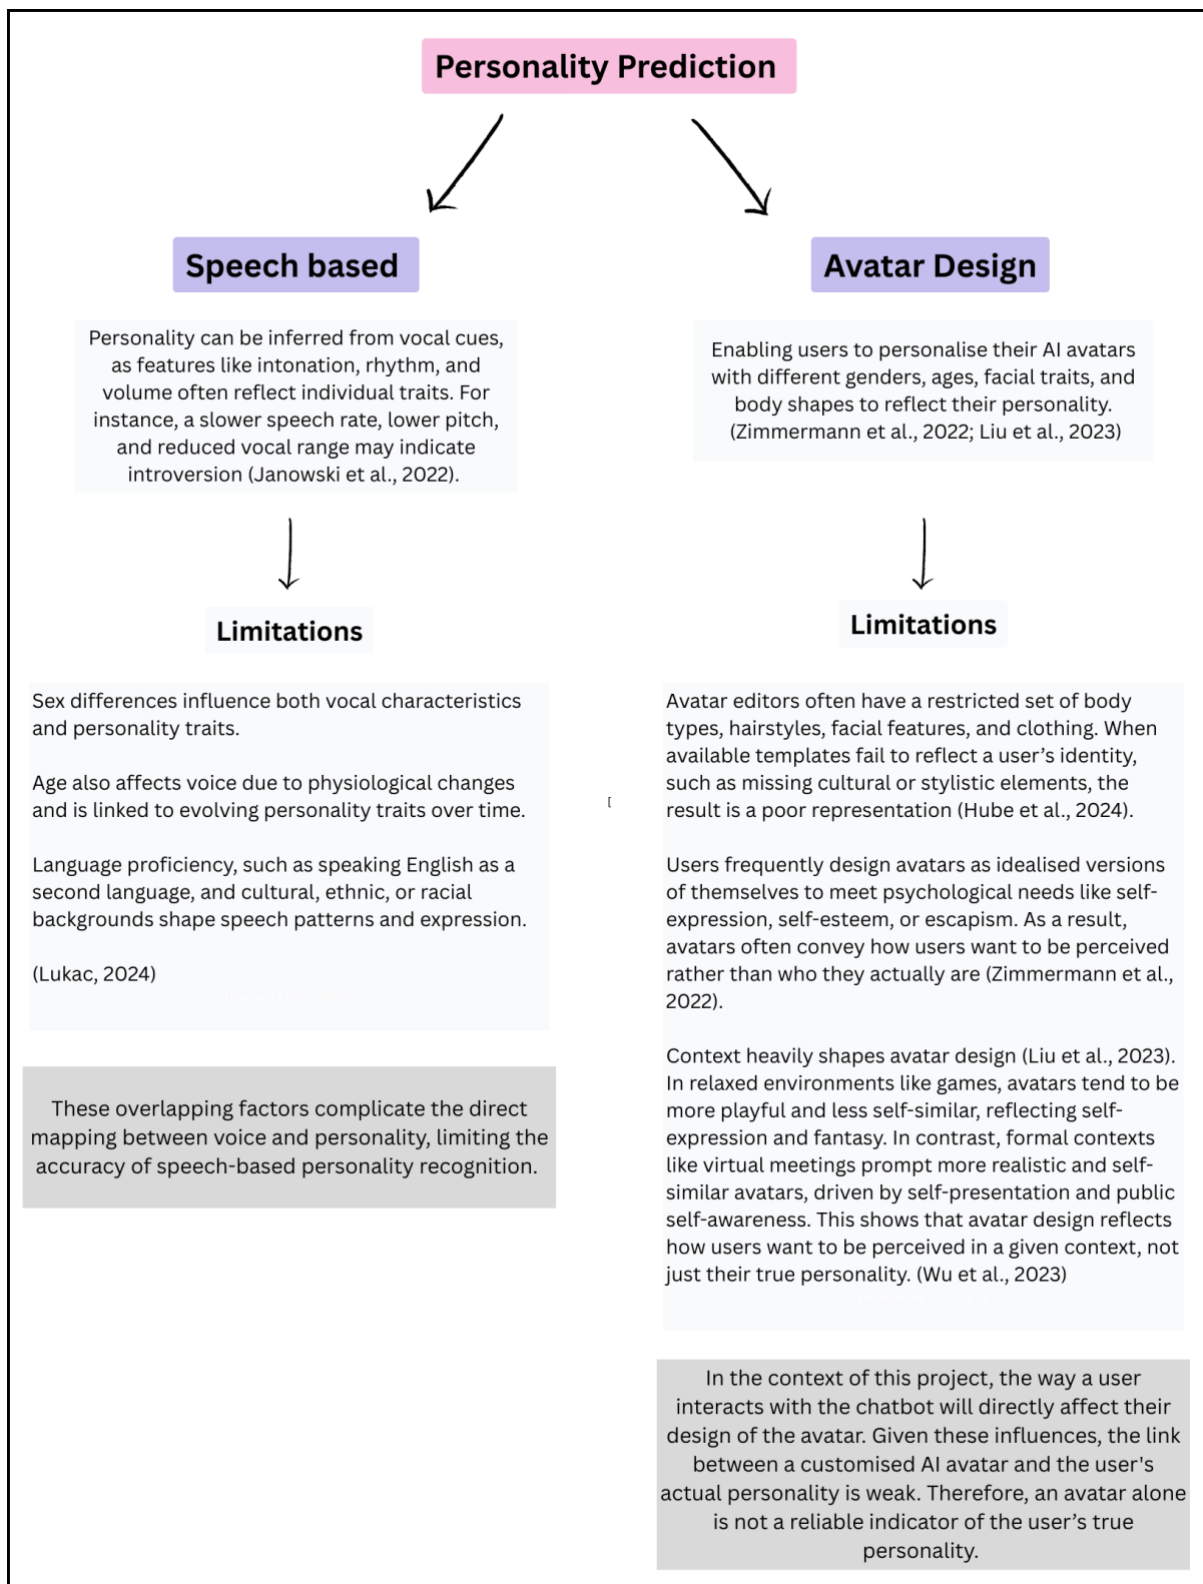 Personality Prediction
Speech based
Personality can be inferred from vocal cues,
as features like intonation, rhythm, and
volume often reflect individual traits. For
instance, a slower speech rate, lower pitch,
and reduced vocal range may indicate
introversion (Janowski et al., 2022).
Limitations
Sex differences influence both vocal characteristics
and personality traits.
Age also affects voice due to physiological changes
and is linked to evolving personality traits over time.
Language proficiency, such as speaking English as a
second language, and cultural, ethnic, or racial
backgrounds shape speech patterns and expression.
(Lukac, 2024)
These overlapping factors complicate the direct
mapping between voice and personality, limiting the
accuracy of speech-based personality recognition.
[
Avatar Design
Enabling users to personalise their AI avatars
with different genders, ages, facial traits, and
body shapes to reflect their personality.
(Zimmermann et al., 2022; Liu et al., 2023)
Limitations
Avatar editors often have a restricted set of body
types, hairstyles, facial features, and clothing. When
available templates fail to reflect a user’s identity,
such as missing cultural or stylistic elements, the
result is a poor representation (Hube et al., 2024).
Users frequently design avatars as idealised versions
of themselves to meet psychological needs like self-
expression, self-esteem, or escapism. As a result,
avatars often convey how users want to be perceived
rather than who they actually are (Zimmermann et al.,
2022).
Context heavily shapes avatar design (Liu et al., 2023).
In relaxed environments like games, avatars tend to be
more playful and less self-similar, reflecting self-
expression and fantasy. In contrast, formal contexts
like virtual meetings prompt more realistic and self-
similar avatars, driven by self-presentation and public
self-awareness. This shows that avatar design reflects
how users want to be perceived in a given context, not
just their true personality. (Wu et al., 2023)
In the context of this project, the way a user
interacts with the chatbot will directly affect their
design of the avatar. Given these influences, the link
between a customised AI avatar and the user's
actual personality is weak. Therefore, an avatar alone
is not a reliable indicator of the user’s true
personality.